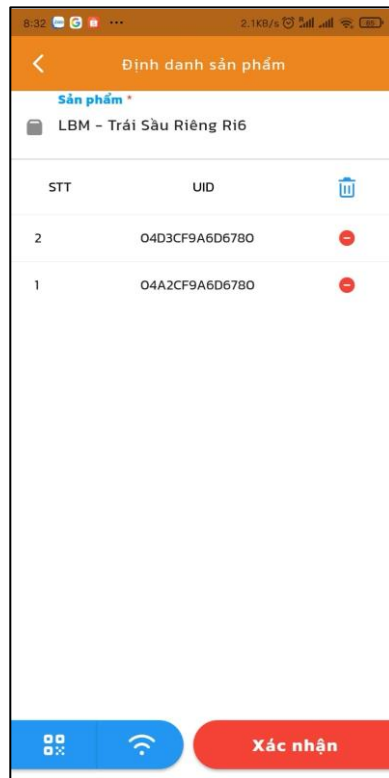 8:32 ... 2.1KB/s 85
Định danh sản phẩm
Sản phẩm *
LBM - Trái Sầu Riêng Ri6
STT UID
2 04D3CF9A6D6780
1 04A2CF9A6D6780
Xác nhận